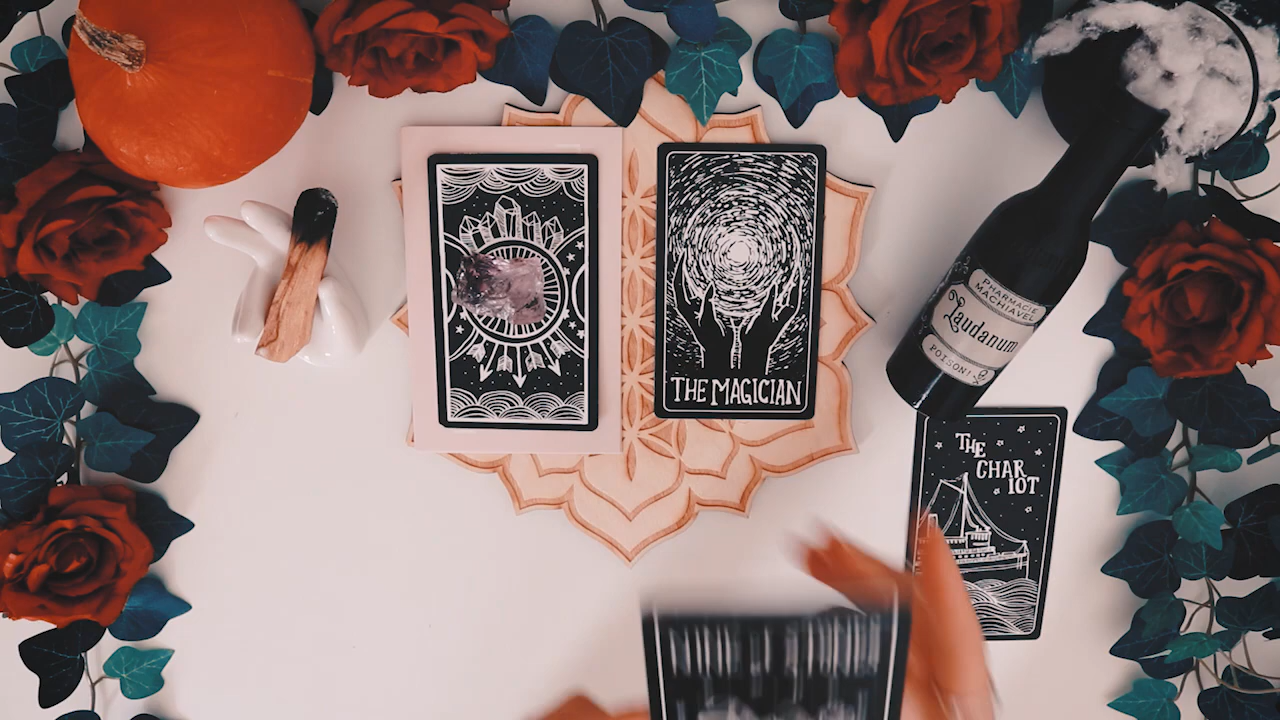 THE MAGICIAN
PHARMACIE
MACHIAVEL
Laudanum
POISON!
THE
CHAR
IOT